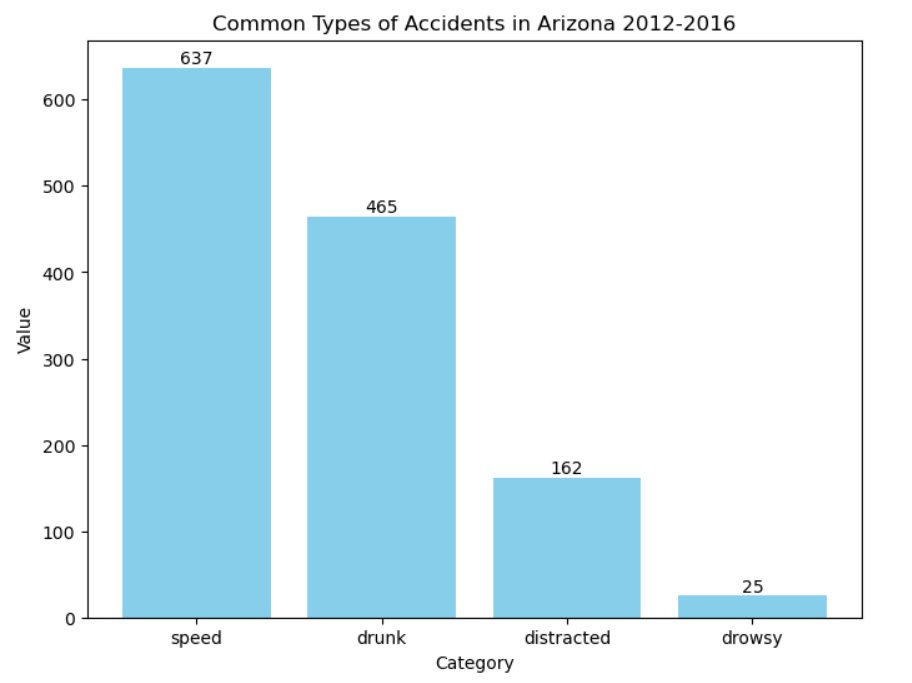 Common Types of Accidents in Arizona 2012-2016
637
465
162
25
600
500
400
300
200
100
0
Value
speed drunk distracted drowsy
Category